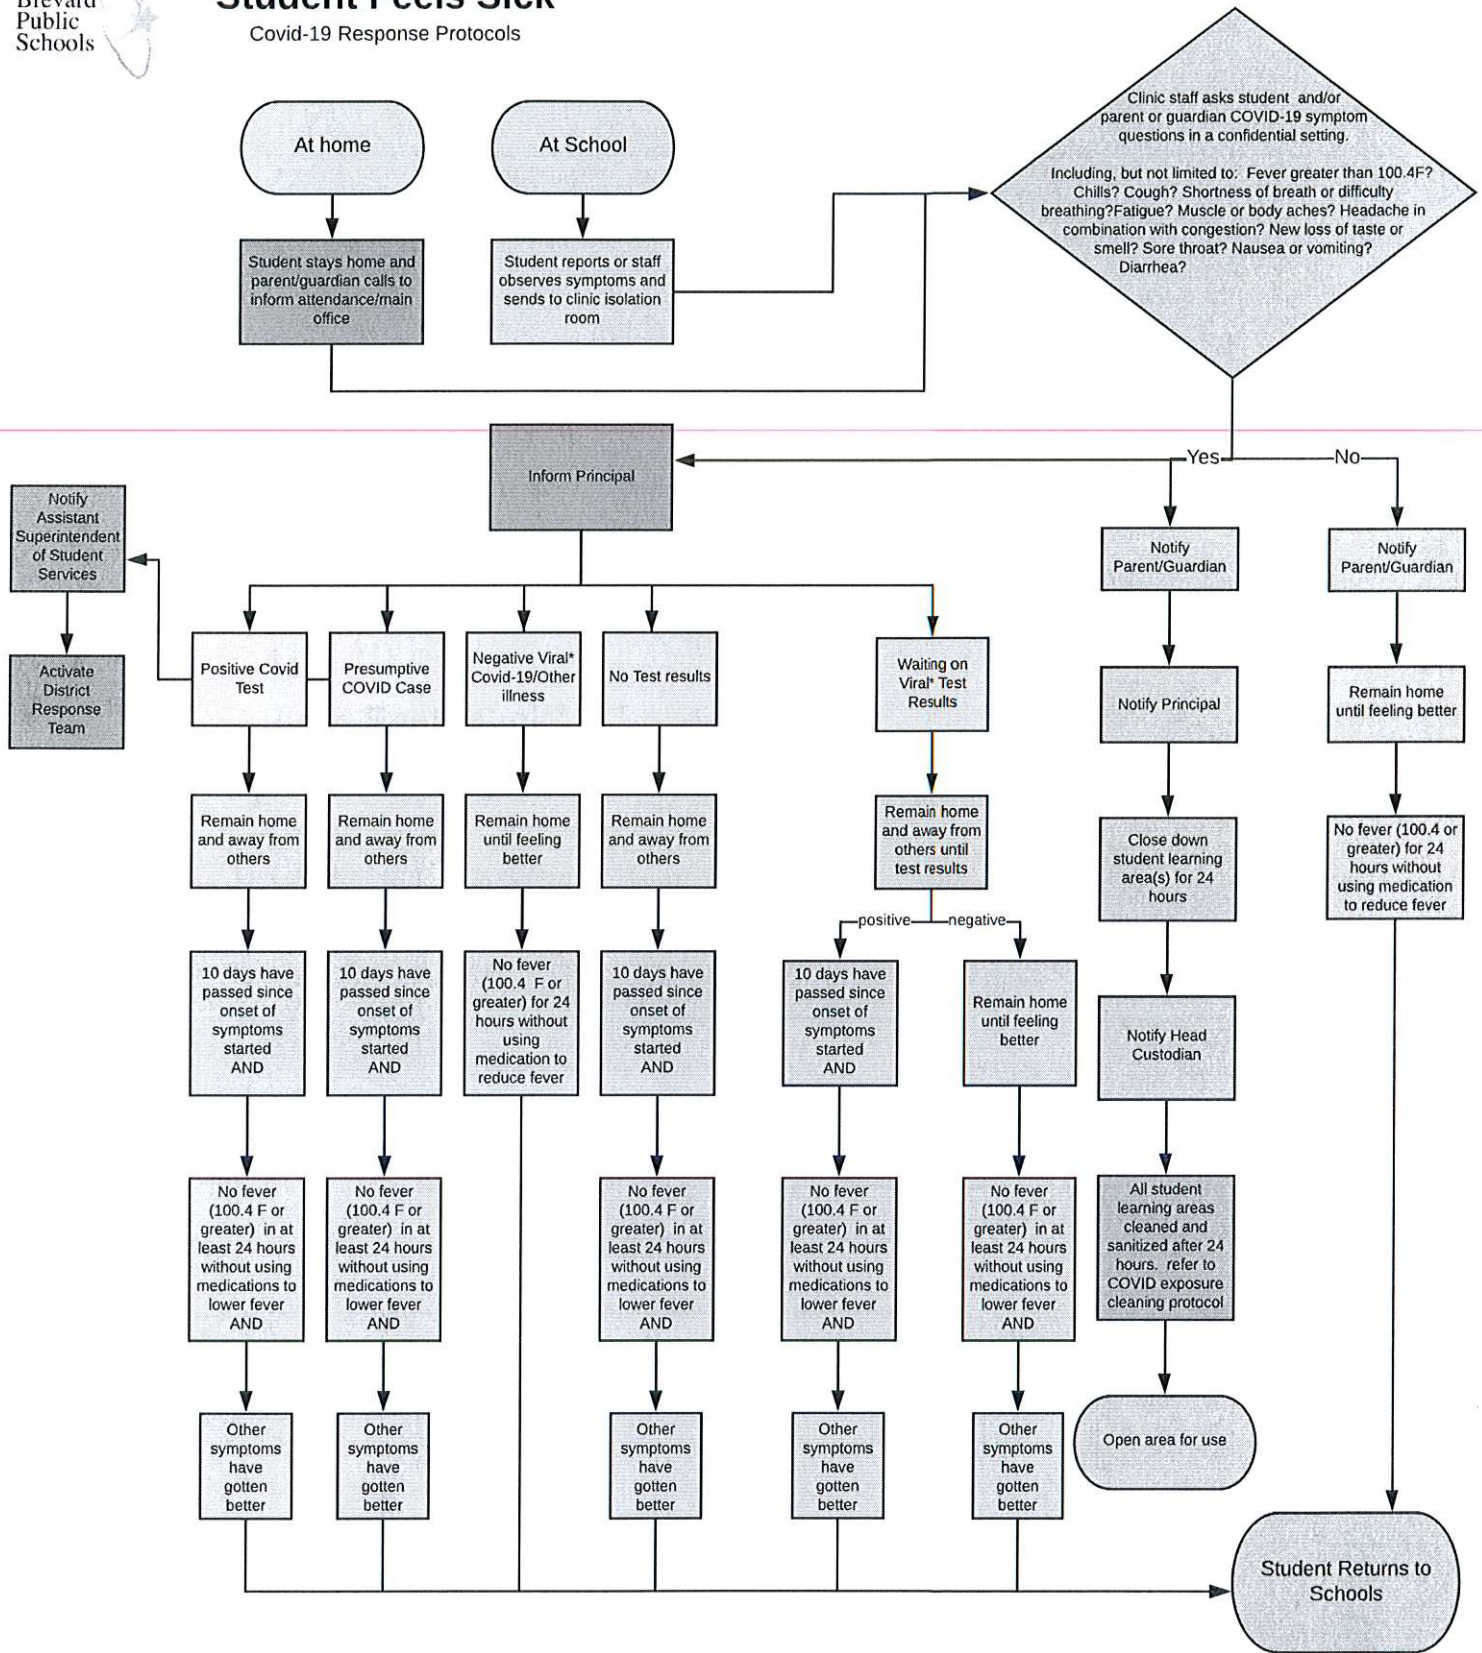 Brevard
Public
Schools
Student Feels Sick
Covid-19 Response Protocols
At home
At School
Student stays home and
parent/guardian calls to
inform attendance/main
office
Student reports or staff
observes symptoms and
sends to clinic isolation
room
Clinic staff asks student and/or
parent or guardian COVID-19 symptom
questions in a confidential setting.
Including, but not limited to: Fever greater than 100.4F?
Chills? Cough? Shortness of breath or difficulty
breathing?Fatigue? Muscle or body aches? Headache in
combination with congestion? New loss of taste or
smell? Sore throat? Nausea or vomiting?
Diarrhea?
Yes
No
Inform Principal
Notify
Assistant
Superintendent
of Student
Services
Activate
District
Response
Team
Positive Covid
Test
Remain home
and away from
others
10 days have
passed since
onset of
symptoms
started
AND
No fever
(100.4 F or
greater) in at
least 24 hours
without using
medications to
lower fever
AND
Other
symptoms
have
gotten
better
Presumptive
COVID Case
Remain home
and away from
others
10 days have
passed since
onset of
symptoms
started
AND
No fever
(100.4 F or
greater) in at
least 24 hours
without using
medications to
lower fever
AND
Other
symptoms
have
gotten
better
Negative Viral*
Covid-19/Other
illness
Remain home
until feeling
better
No fever
(100.4 F or
greater) for 24
hours without
using
medication to
reduce fever
No Test results
Remain home
and away from
others
10 days have
passed since
onset of
symptoms
started
AND
No fever
(100.4 F or
greater) in at
least 24 hours
without using
medications to
lower fever
AND
Other
symptoms
have
gotten
better
Waiting on
Viral* Test
Results
Remain home
and away from
others until
test results
positive
negative
10 days have
passed since
onset of
symptoms
started
AND
No fever
(100.4 F or
greater) in at
least 24 hours
without using
medications to
lower fever
AND
Other
symptoms
have
gotten
better
Remain home
until feeling
better
No fever
(100.4 F or
greater) in at
least 24 hours
without using
medications to
lower fever
AND
Other
symptoms
have
gotten
better
Notify
Parent/Guardian
Notify Principal
Close down
student learning
area(s) for 24
hours
Notify Head
Custodian
All student
learning areas
cleaned and
sanitized after 24
hours. refer to
COVID exposure
cleaning protocol
Open area for use
Notify
Parent/Guardian
Remain home
until feeling better
No fever (100.4 or
greater) for 24
hours without
using medication
to reduce fever
Student Returns to
Schools